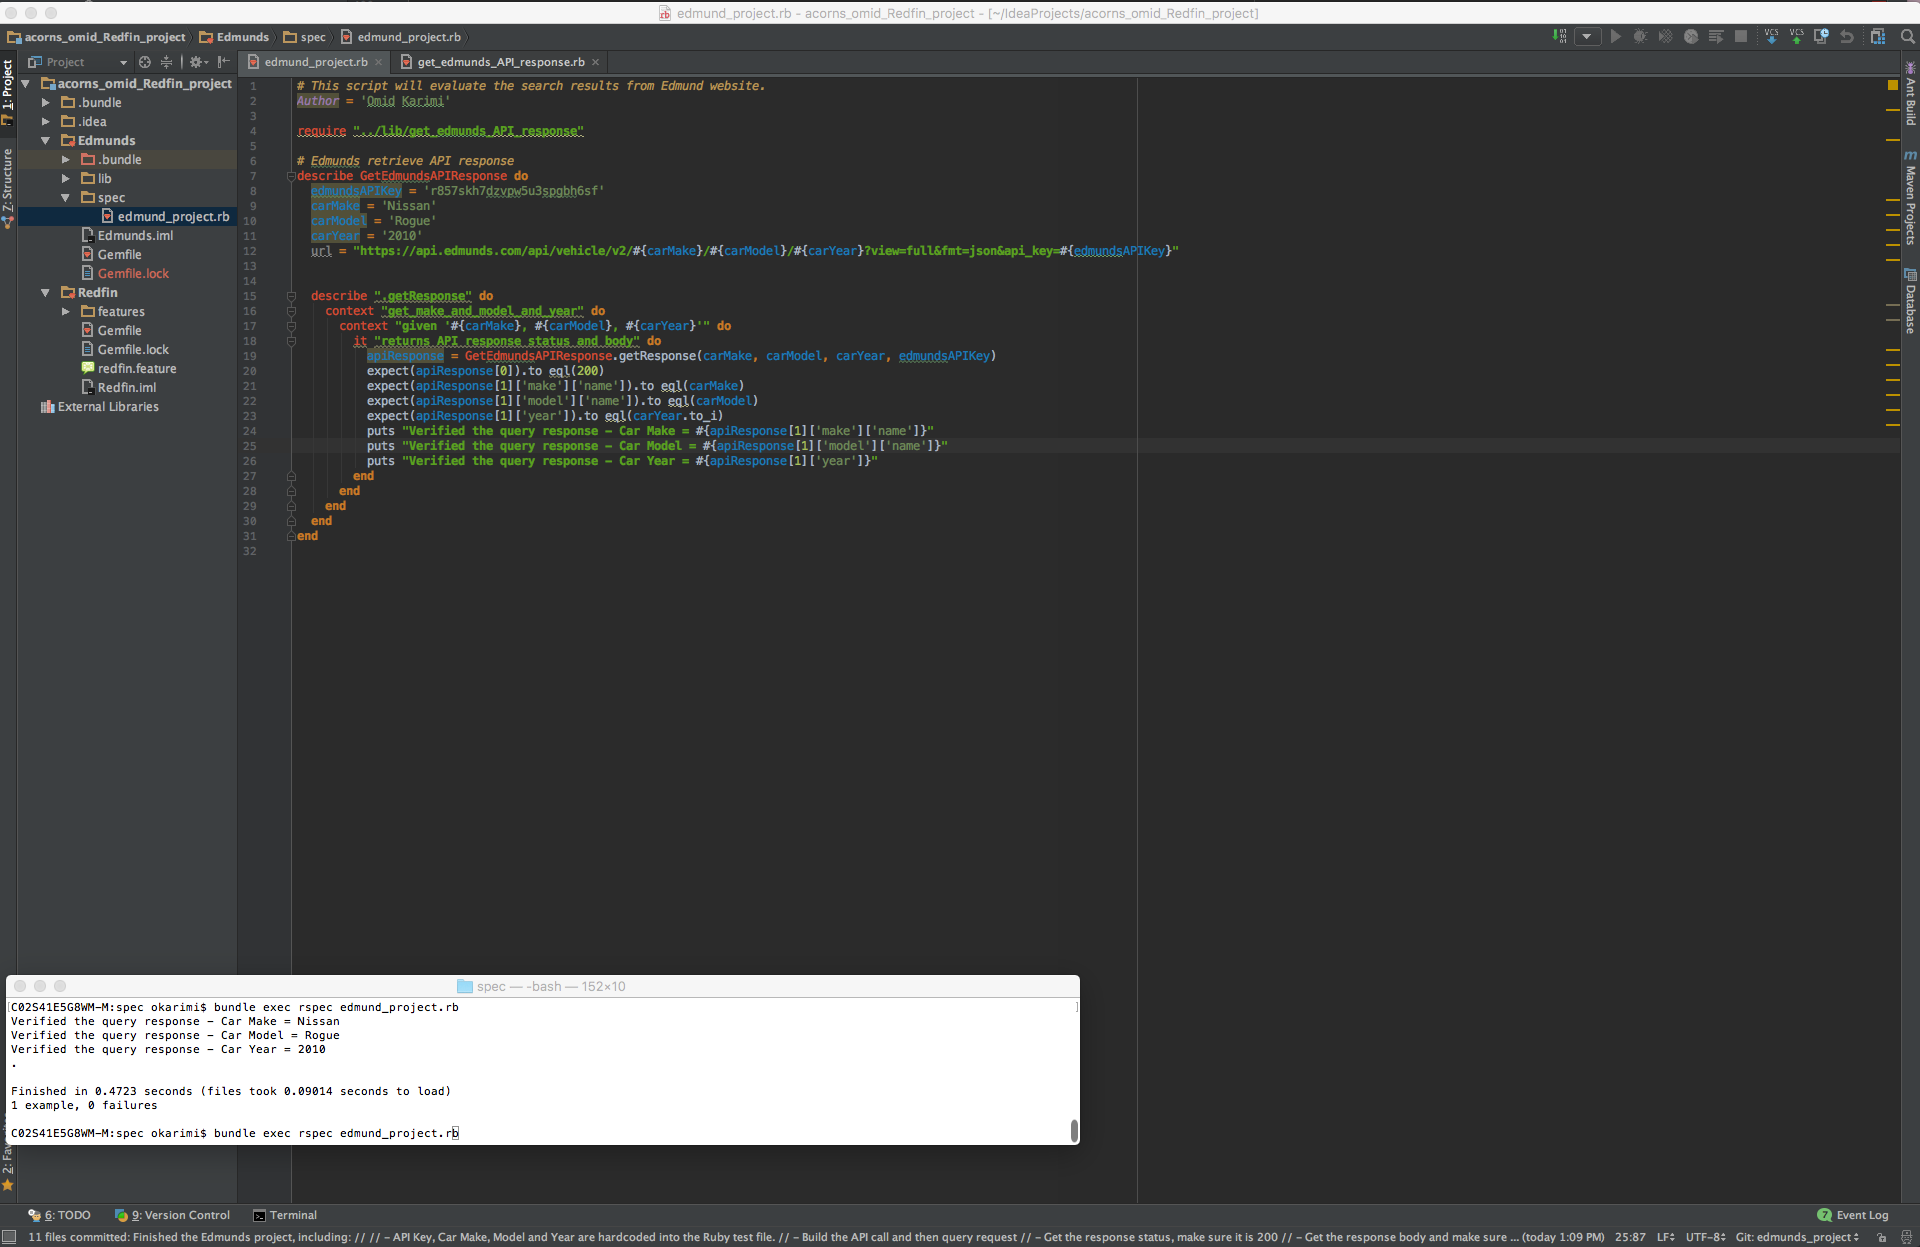 edmund_project.rb - acorns_omid_Redfin_project - [~/IdeaProjects/acorns_omid_Redfin_project]
acorns_omid_Redfin_project Edmunds spec edmund_project.rb
Project
edmund_project.rb get_edmunds_API_response.rb
1: Project
Z: Structure
2: Fav
acorns_omid_Redfin_project
.bundle
.idea
Edmunds
.bundle
lib
spec
edmund_project.rb
Edmunds.iml
Gemfile
Gemfile.lock
Redfin
features
Gemfile
Gemfile.lock
redfin.feature
Redfin.iml
External Libraries
1 # This script will evaluate the search results from Edmund website.
2 Author = 'Omid Karimi'
3
4 require "../lib/get_edmunds_API_response"
5
6 # Edmunds retrieve API response
7 describe GetEdmundsAPIResponse do
8 edmundsAPIKey = 'r857skh7dzvpw5u3spgbh6sf'
9 carMake = 'Nissan'
10 carModel = 'Rogue'
11 carYear = '2010'
12 url = "https://api.edmunds.com/api/vehicle/v2/#{carMake}/#{carModel}/#{carYear}?view=full&fmt=json&api_key=#{edmundsAPIKey}"
13
14
15 describe ".getResponse" do
16 context "get_make_and_model_and_year" do
17 context "given '#{carMake}, #{carModel}, #{carYear}'" do
18 it "returns API response status and body" do
19 apiResponse = GetEdmundsAPIResponse.getResponse(carMake, carModel, carYear, edmundsAPIKey)
20 expect(apiResponse[0]).to eql(200)
21 expect(apiResponse[1]['make']['name']).to eql(carMake)
22 expect(apiResponse[1]['model']['name']).to eql(carModel)
23 expect(apiResponse[1]['year']).to eql(carYear.to_i)
24 puts "Verified the query response - Car Make = #{apiResponse[1]['make']['name']}"
25 puts "Verified the query response - Car Model = #{apiResponse[1]['model']['name']}"
26 puts "Verified the query response - Car Year = #{apiResponse[1]['year']}"
27 end
28 end
29 end
30 end
31 end
32
VCS VCS
Ant Build
m Maven Projects
Database
spec — -bash — 152×10
[C02S41E5G8WM-M:spec okarimi$ bundle exec rspec edmund_project.rb ]
Verified the query response - Car Make = Nissan
Verified the query response - Car Model = Rogue
Verified the query response - Car Year = 2010
.
Finished in 0.4723 seconds (files took 0.09014 seconds to load)
1 example, 0 failures
C02S41E5G8WM-M:spec okarimi$ bundle exec rspec edmund_project.rb
6: TODO 9: Version Control Terminal 7 Event Log
11 files committed: Finished the Edmunds project, including: // // - API Key, Car Make, Model and Year are hardcoded into the Ruby test file. // - Build the API call and then query request // - Get the response status, make sure it is 200 // - Get the response body and make sure ... (today 1:09 PM) 25:87 LF UTF-8 Git: edmunds_project